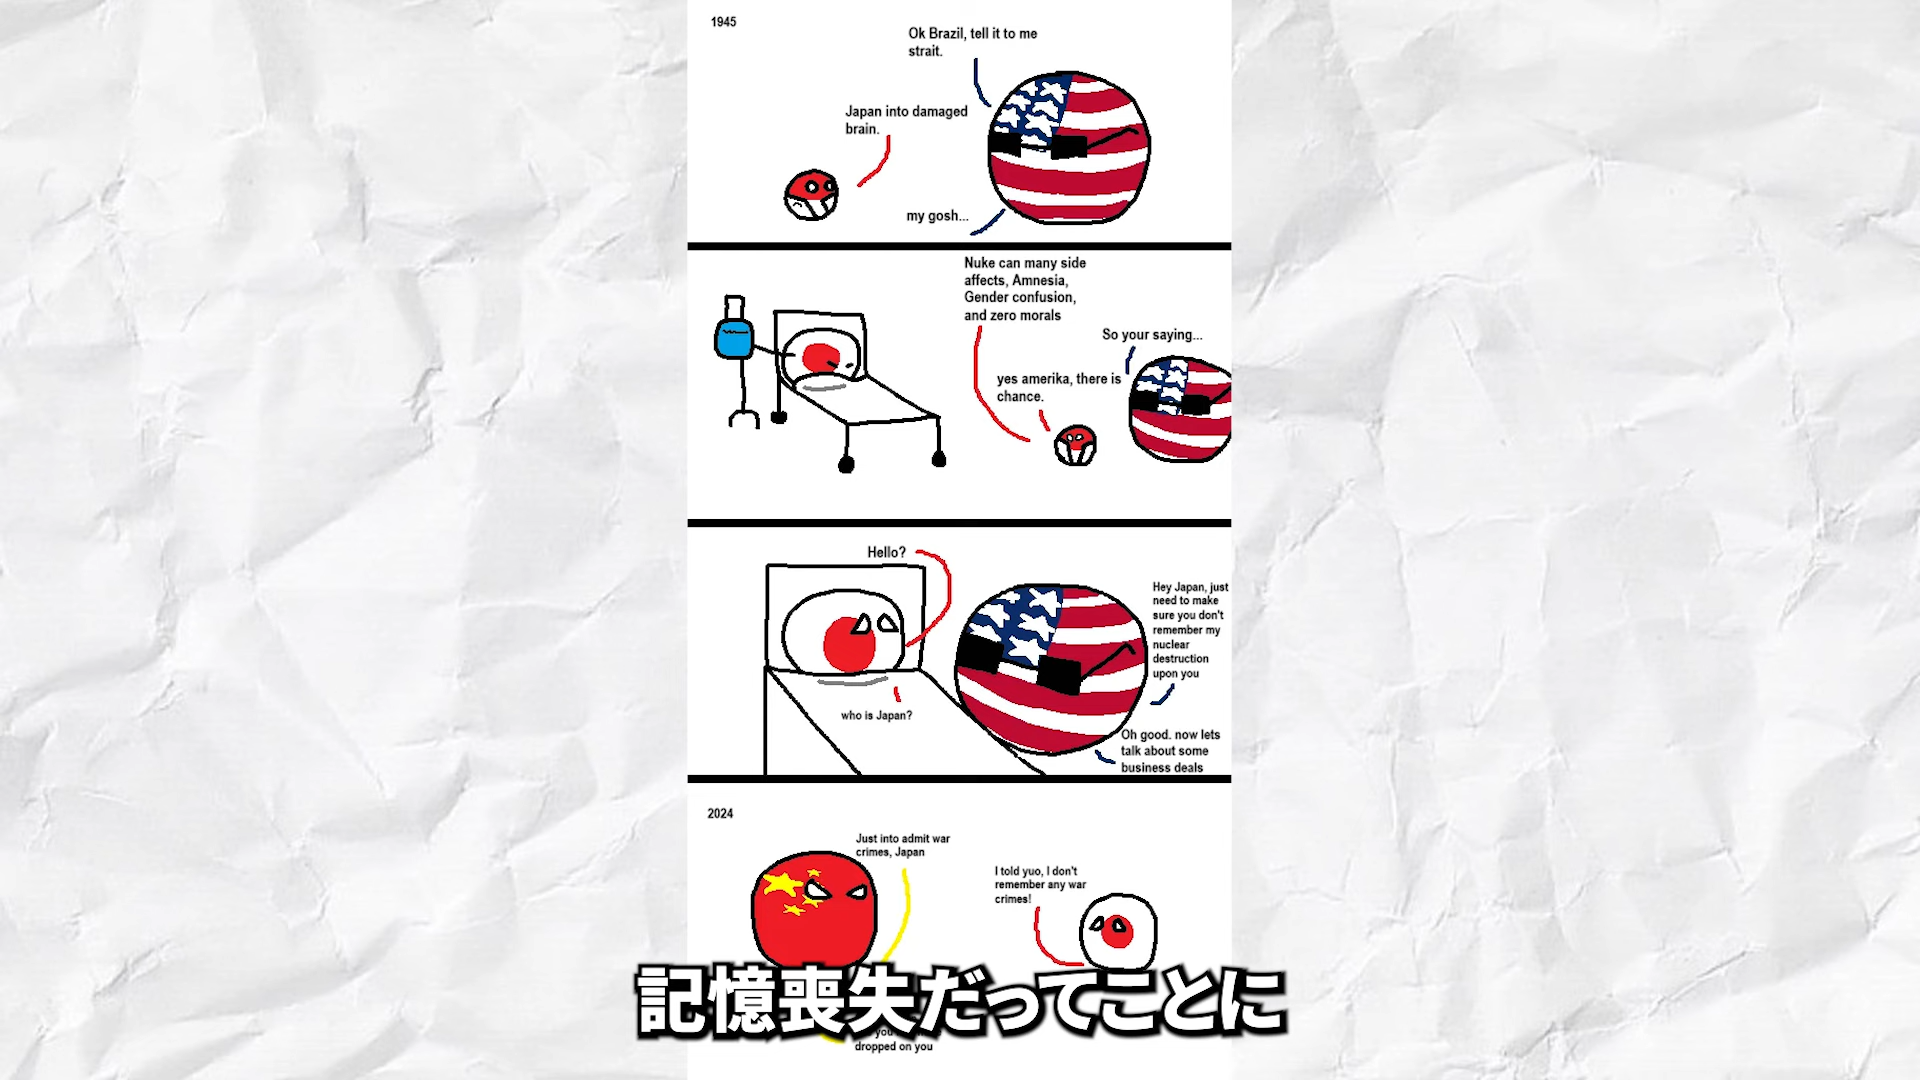 1945
Ok Brazil, tell it to me
strait.
Japan into damaged
brain.
my gosh...
Nuke can many side
affects, Amnesia,
Gender confusion,
and zero morals
So your saying...
yes amerika, there is
chance.
Hello?
Hey Japan, just
need to make
sure you don't
remember my
nuclear
destruction
upon you
who is Japan?
Oh good. now lets
talk about some
business deals
2024
Just into admit war
crimes, Japan
I told yuo, I don't
remember any war
crimes!
記憶喪失だってことに
you
dropped on you